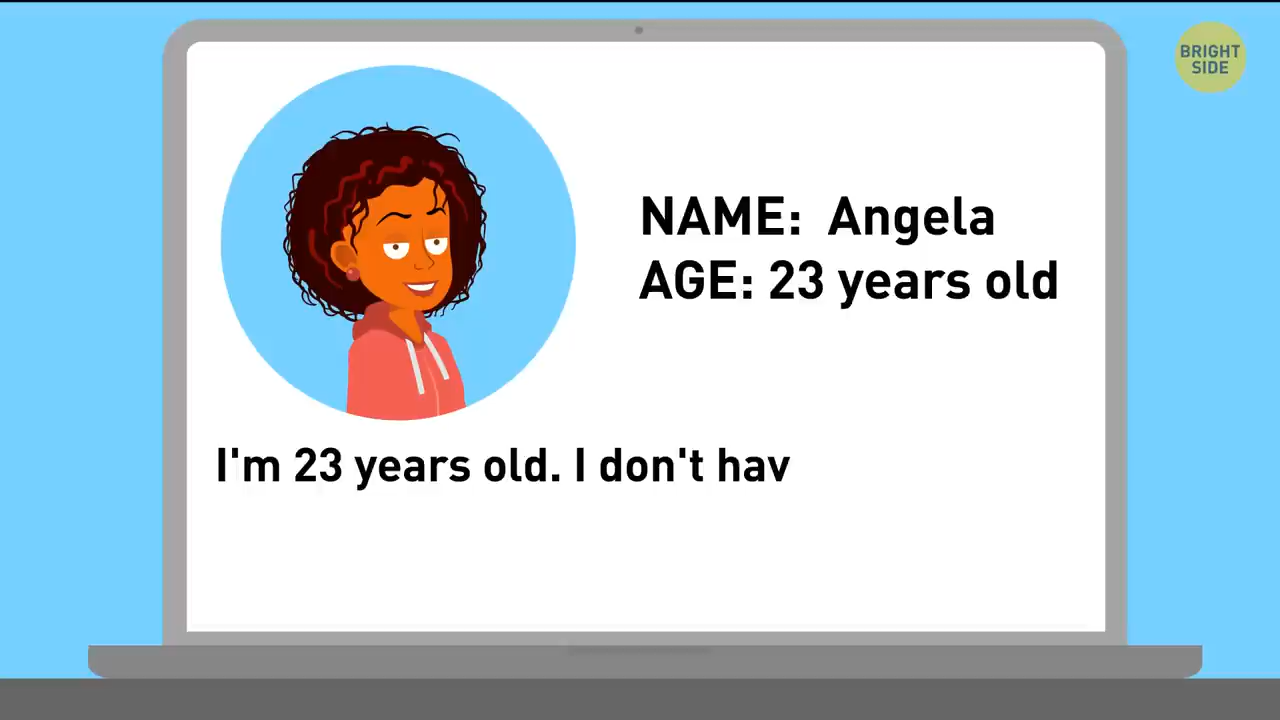 BRIGHT
SIDE
NAME: Angela
AGE: 23 years old
I'm 23 years old. I don't hav